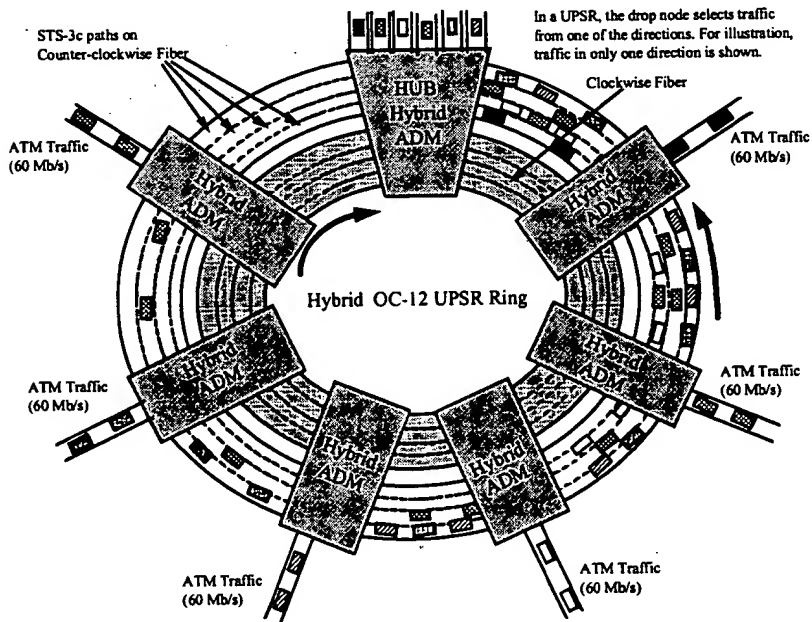 STS-3c paths on
Counter-clockwise Fiber
In a UPSR, the drop node selects traffic
from one of the directions. For illustration,
traffic in only one direction is shown.
Clockwise Fiber
HUB
Hybrid
ADM
ATM Traffic
(60 Mb/s)
Hybrid
ADM
Hybrid
ADM
ATM Traffic
(60 Mb/s)
Hybrid OC-12 UPSR Ring
ATM Traffic
(60 Mb/s)
Hybrid
ADM
Hybrid
ADM
ATM Traffic
(60 Mb/s)
Hybrid
ADM
Hybrid
ADM
ATM Traffic
(60 Mb/s)
ATM Traffic
(60 Mb/s)